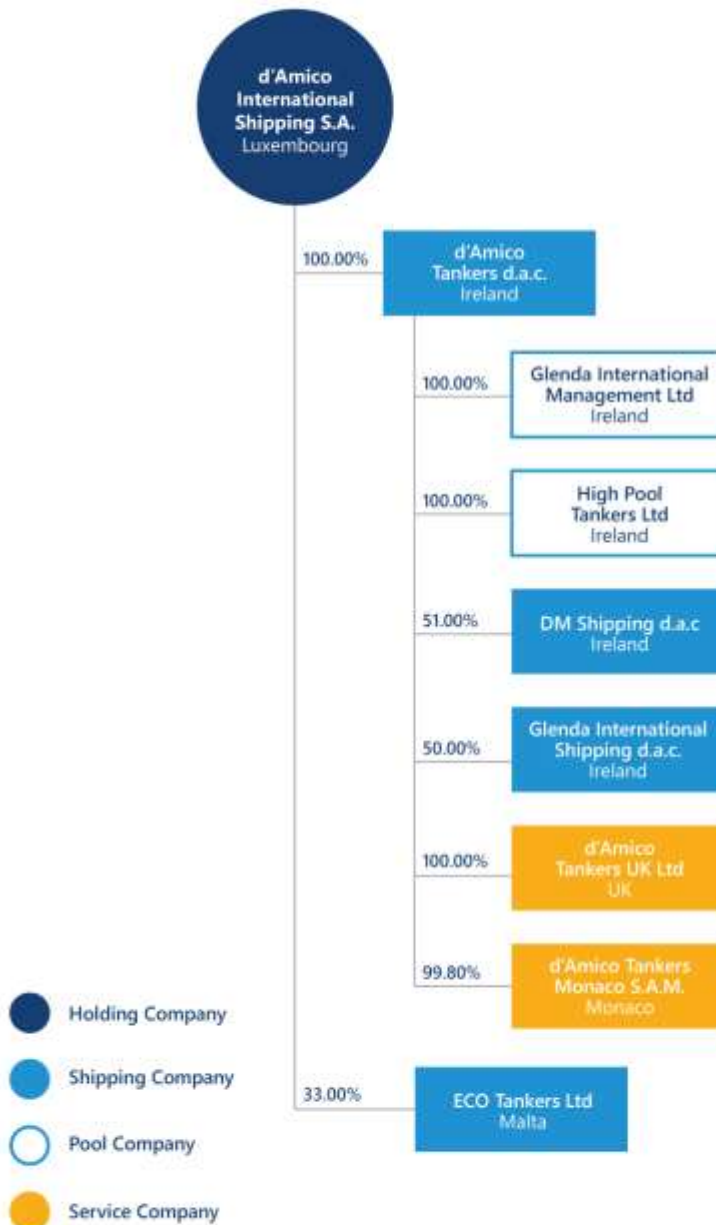 d'Amico
International
Shipping S.A.
Luxembourg
100.00%
d'Amico
Tankers d.a.c.
Ireland
100.00%
Glenda International
Management Ltd
Ireland
100.00%
High Pool
Tankers Ltd
Ireland
51.00%
DM Shipping d.a.c
Ireland
50.00%
Glenda International
Shipping d.a.c.
Ireland
100.00%
d'Amico
Tankers UK Ltd
UK
99.80%
d'Amico Tankers
Monaco S.A.M.
Monaco
33.00%
ECO Tankers Ltd
Malta
Holding Company
Shipping Company
Pool Company
Service Company